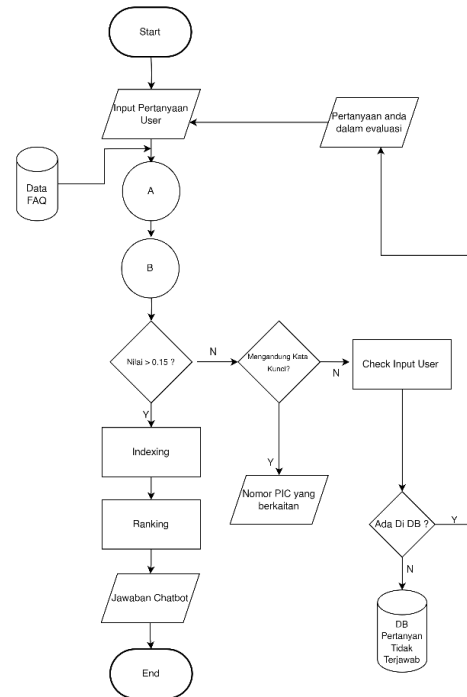 Start
Input Pertanyaan
User
Pertanyaan anda
dalam evaluasi
Data
FAQ
A
B
Nilai > 0.15 ?
N
Mengandung Kata
Kunci?
N
Check Input User
Y
Y
Indexing
Nomor PIC yang
berkaitan
Ranking
Ada Di DB ?
Y
N
Jawaban Chatbot
DB
Pertanyan
Tidak
Terjawab
End